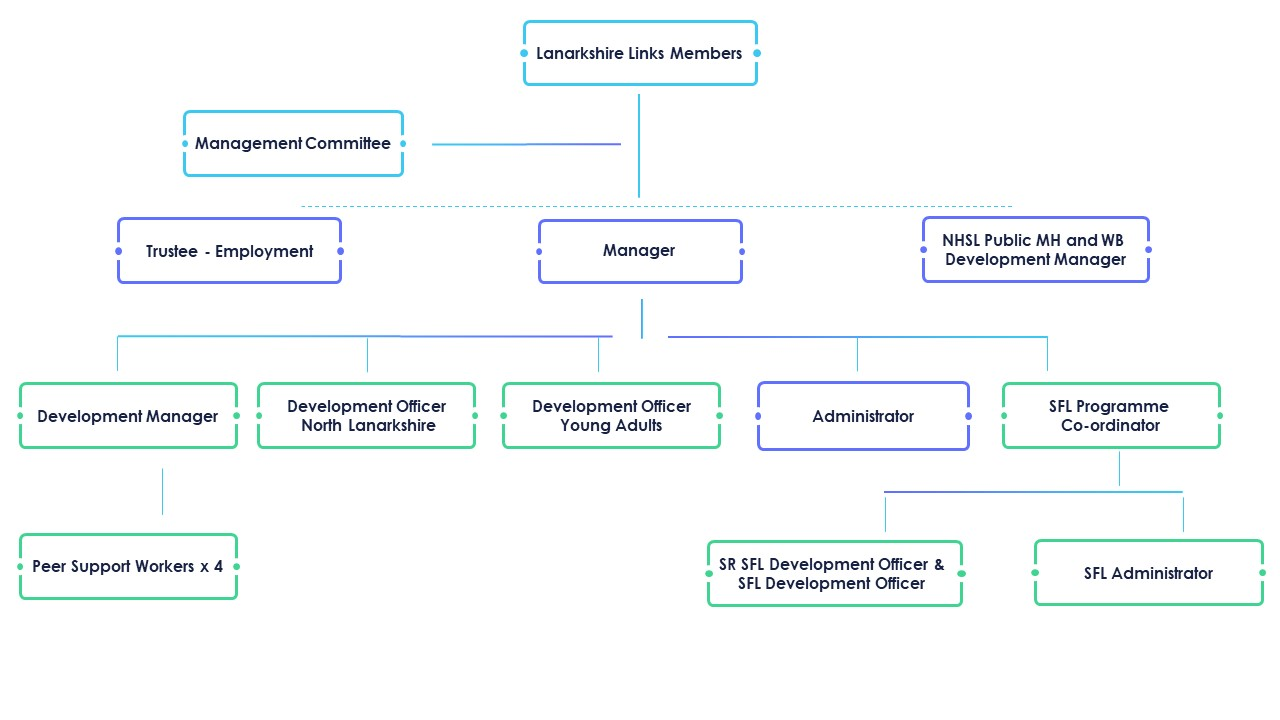 Lanarkshire Links Members
Management Committee
Trustee - Employment
Manager
NHSL Public MH and WB
Development Manager
Development Manager
Development Officer
North Lanarkshire
Development Officer
Young Adults
Administrator
SFL Programme
Co-ordinator
Peer Support Workers x 4
SR SFL Development Officer &
SFL Development Officer
SFL Administrator